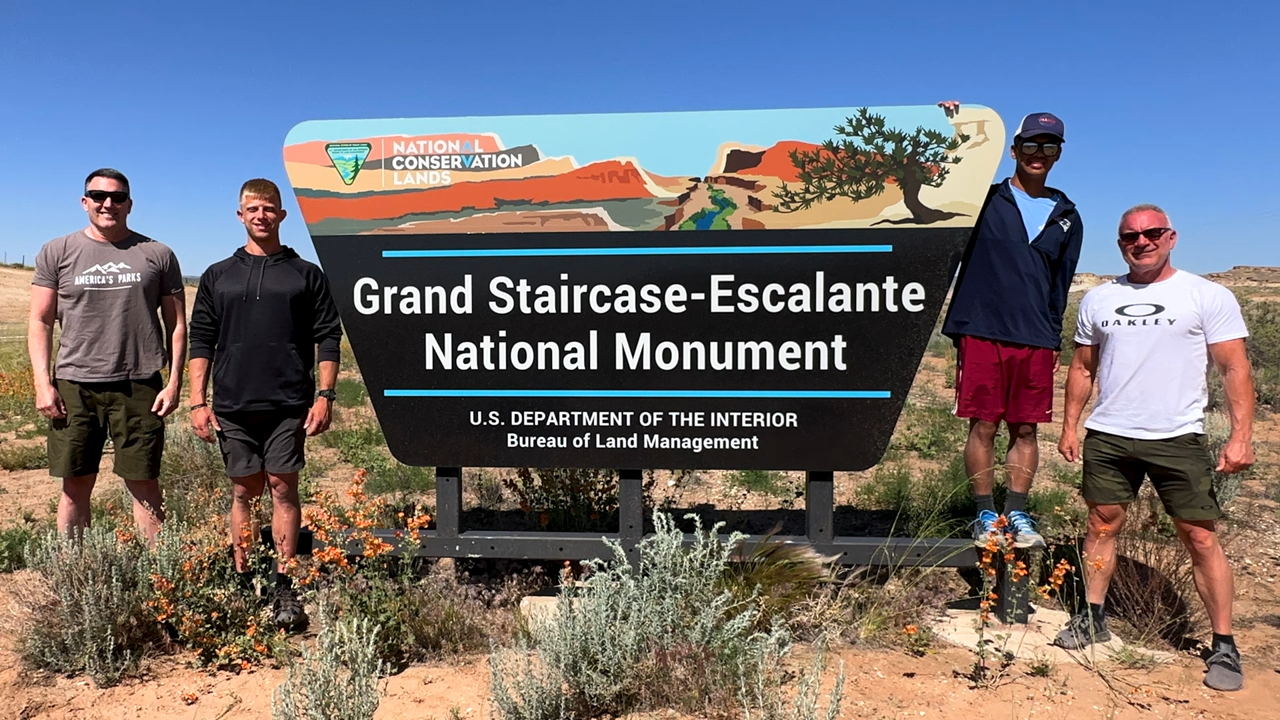 NATIONAL
CONSERVATION
LANDS
Grand Staircase-Escalante
National Monument
U.S. DEPARTMENT OF THE INTERIOR
Bureau of Land Management
AMERICA'S PARKS
OAKLEY